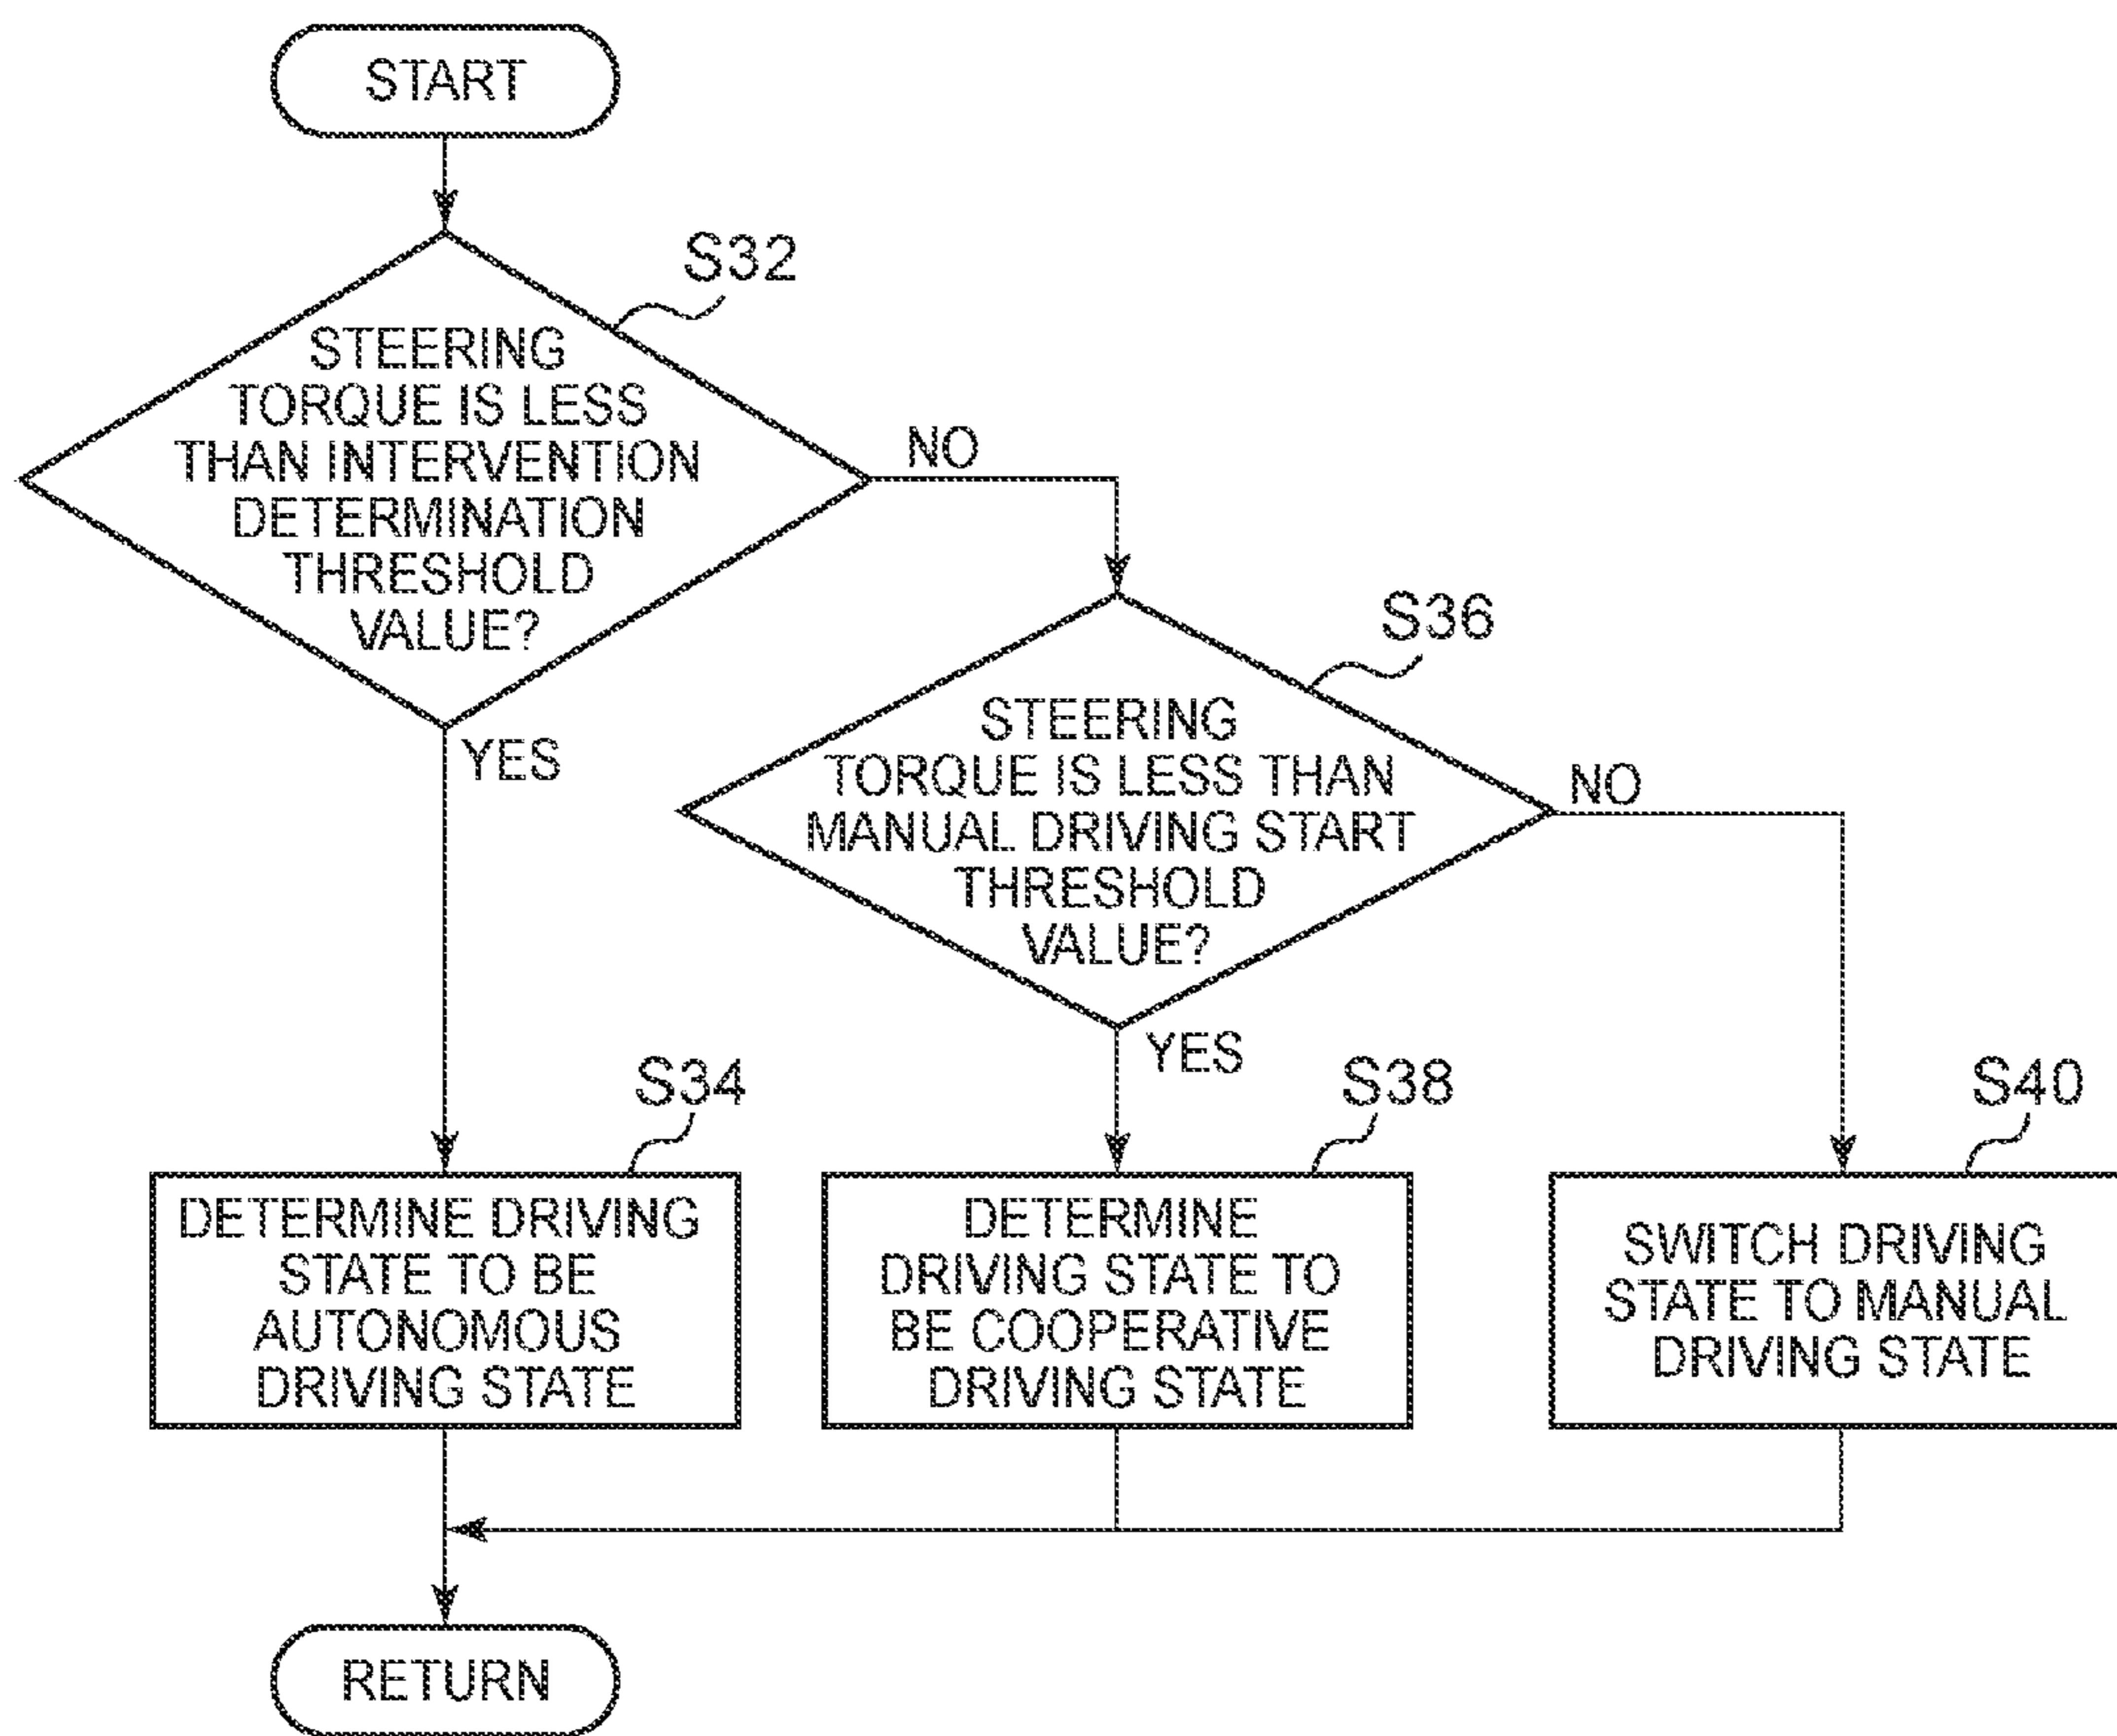 START
S32
STEERING
TORQUE IS LESS
THAN INTERVENTION
DETERMINATION
THRESHOLD
VALUE?
NO
YES
S36
STEERING
TORQUE IS LESS THAN
MANUAL DRIVING START
THRESHOLD
VALUE?
NO
YES
S34
DETERMINE DRIVING
STATE TO BE
AUTONOMOUS
DRIVING STATE
S38
DETERMINE
DRIVING STATE TO
BE COOPERATIVE
DRIVING STATE
S40
SWITCH DRIVING
STATE TO MANUAL
DRIVING STATE
RETURN